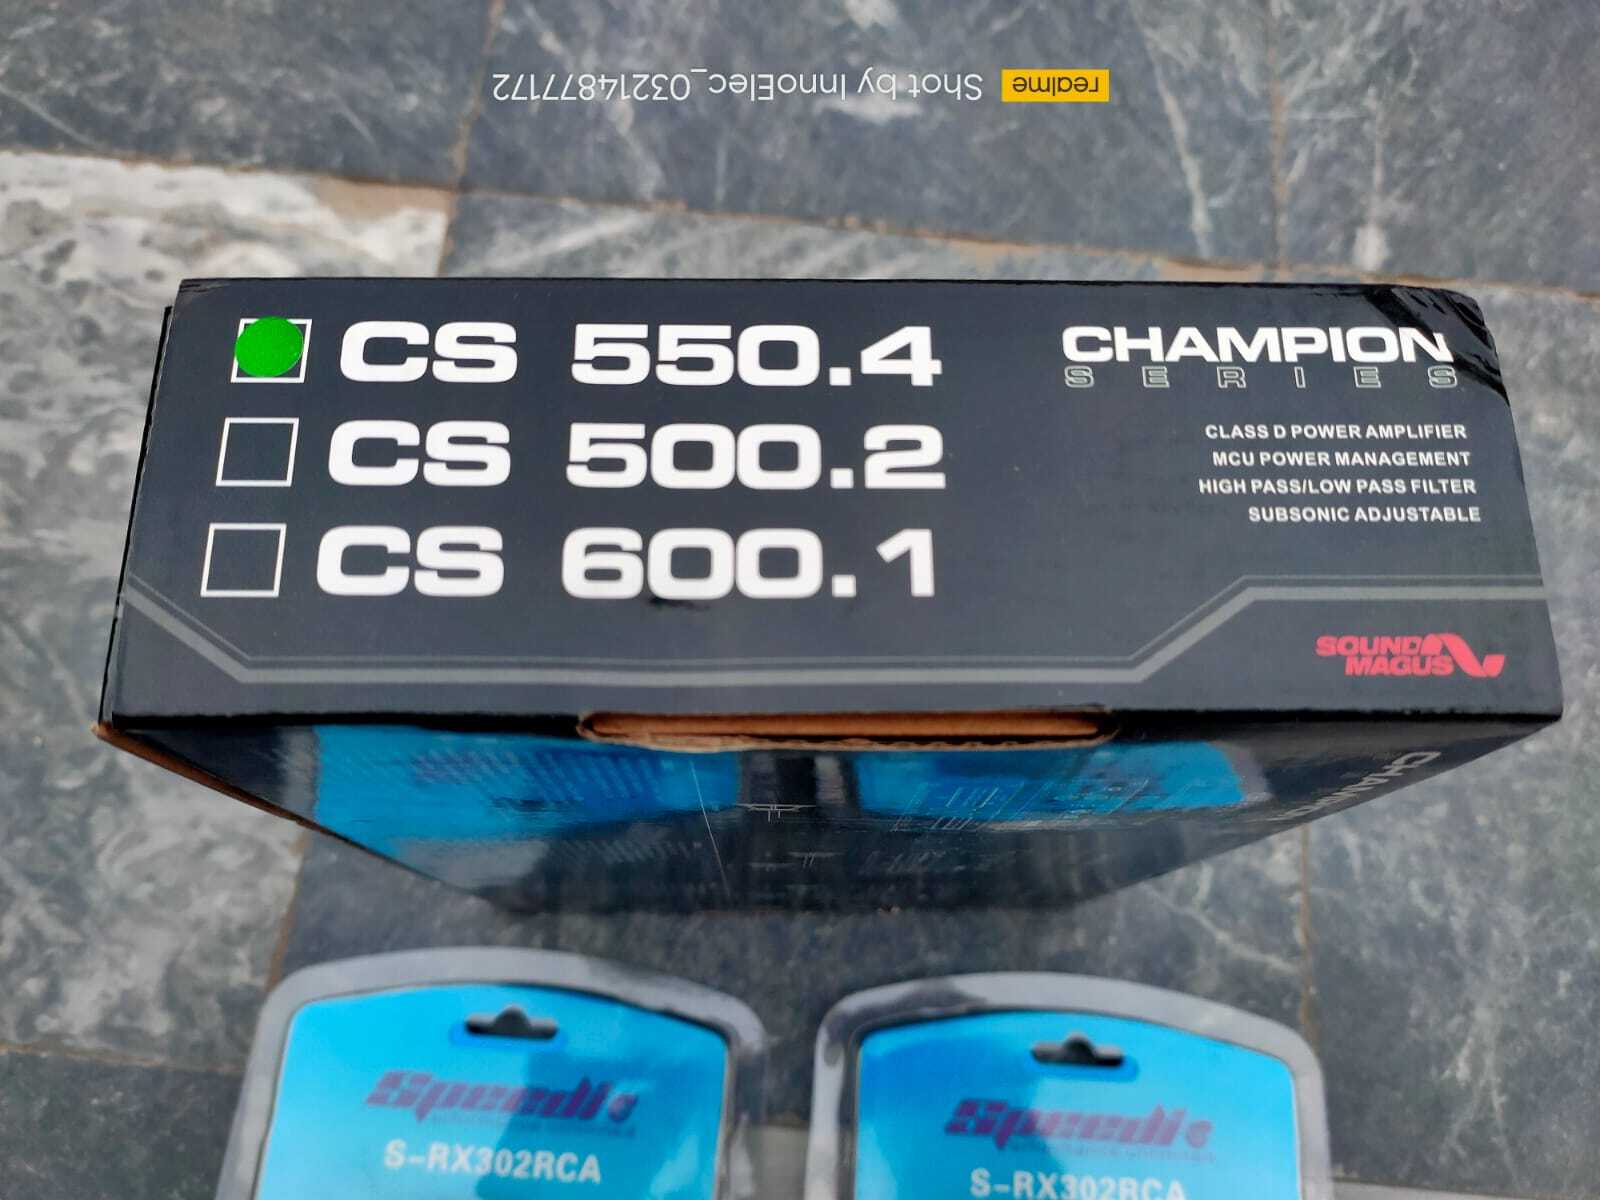 realme Shot by InnoElec_03214877172
CS 550.4
CS 500.2
CS 600.1
CHAMPION
SERIES
CLASS D POWER AMPLIFIER
MCU POWER MANAGEMENT
HIGH PASS/LOW PASS FILTER
SUBSONIC ADJUSTABLE
SOUND
MAGUS
S-RX302RCA
S-RX302RCA